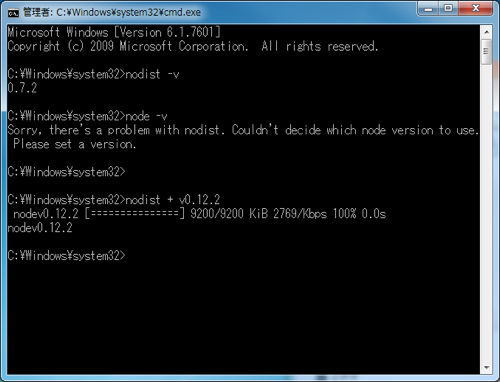 管理者: C:¥Windows¥system32¥cmd.exe
Microsoft Windows [Version 6.1.7601]
Copyright (c) 2009 Microsoft Corporation.  All rights reserved.
C:¥Windows¥system32>nodist -v
0.7.2
C:¥Windows¥system32>node -v
Sorry, there's a problem with nodist. Couldn't decide which node version to use.
 Please set a version.
C:¥Windows¥system32>
C:¥Windows¥system32>nodist + v0.12.2
 nodev0.12.2 [===============] 9200/9200 KiB 2769/Kbps 100% 0.0s
nodev0.12.2
C:¥Windows¥system32>